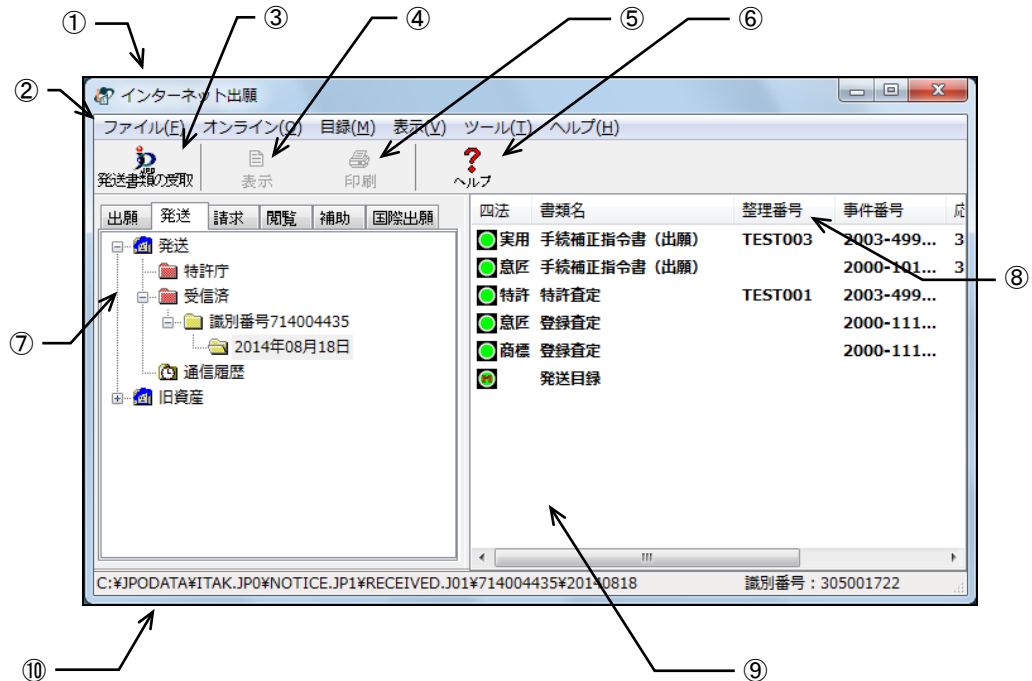 ① ③ ④ ⑤ ⑥
②
インターネット出願
ファイル(F) オンライン(O) 目録(M) 表示(V) ツール(T) ヘルプ(H)
発送書類の受取 表示 印刷 ヘルプ
出願 発送 請求 閲覧 補助 国際出願
発送
特許庁
受信済
識別番号714004435
2014年08月18日
通信履歴
旧資産
⑦
四法 書類名 整理番号 事件番号 応
実用 手続補正指令書（出願） TEST003 2003-499... 3
意匠 手続補正指令書（出願） 2000-101... 3
特許 特許査定 TEST001 2003-499...
意匠 登録査定 2000-111...
商標 登録査定 2000-111...
発送目録
⑧
C:¥JPODATA¥ITAK.JP0¥NOTICE.JP1¥RECEIVED.J01¥714004435¥20140818 識別番号：305001722
⑩ ⑨